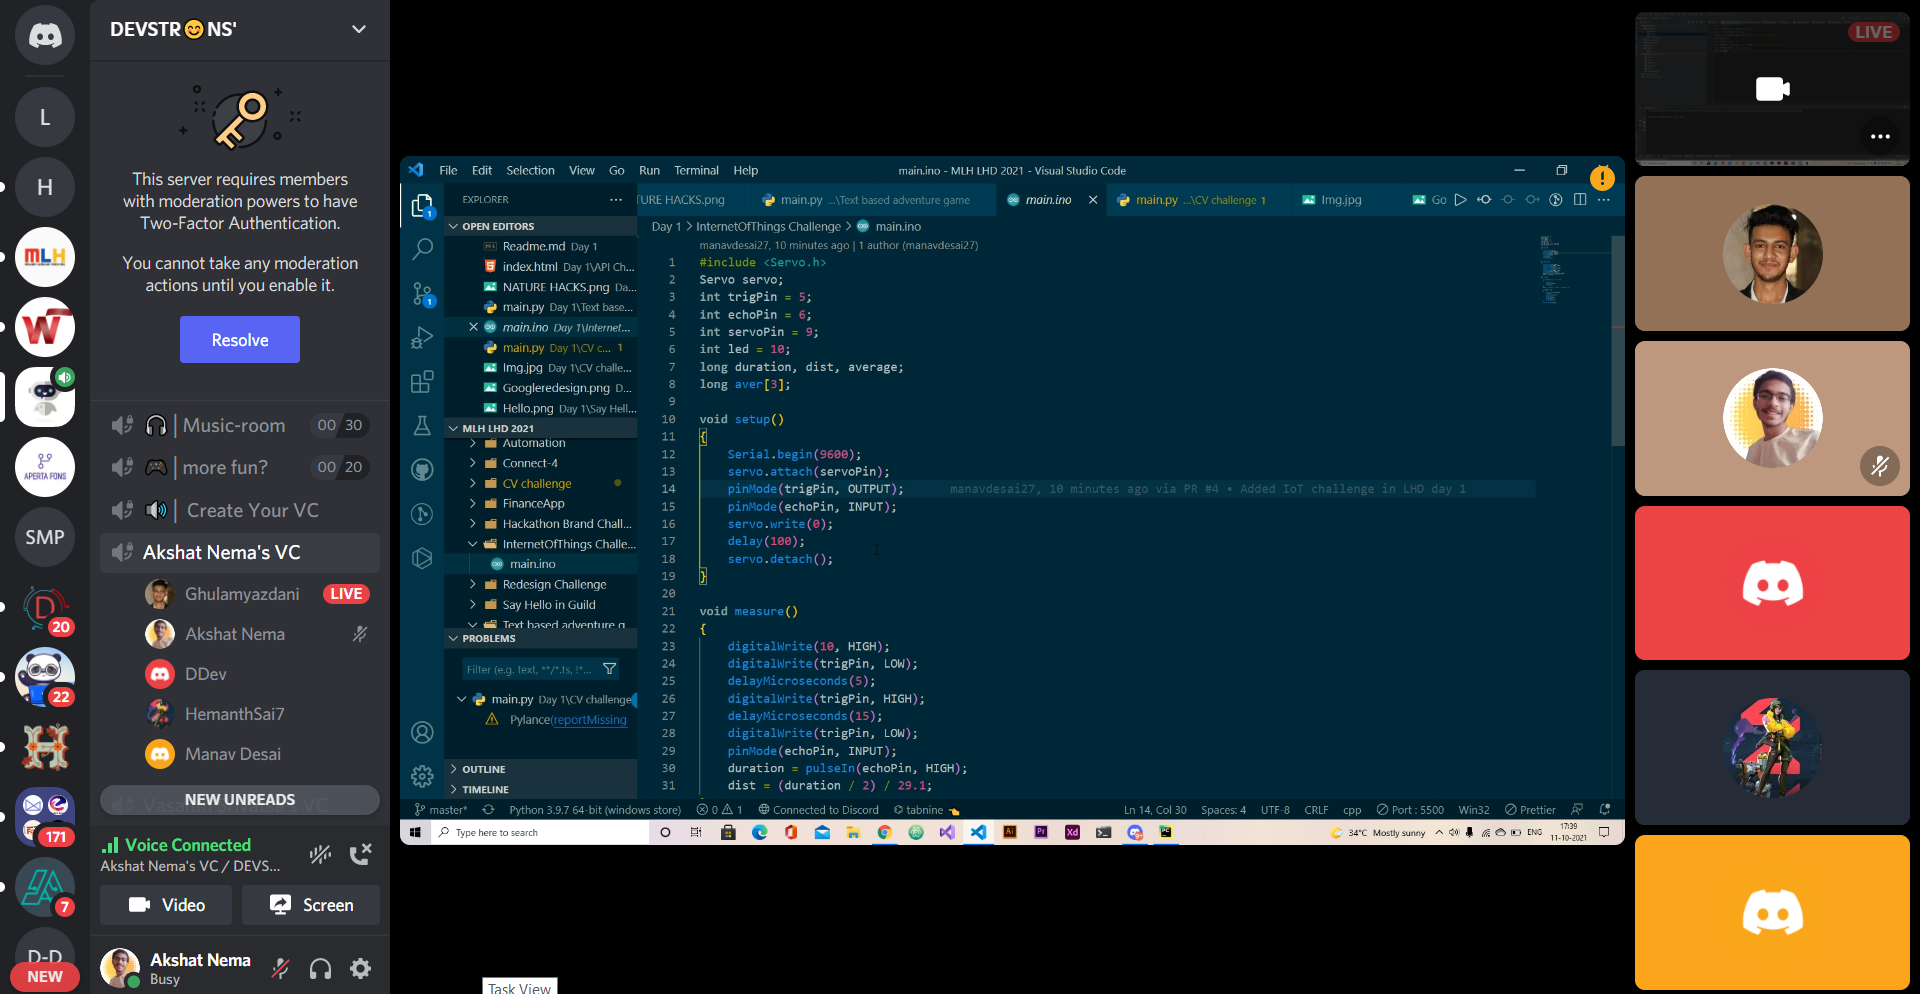 DEVSTR😊NS'
This server requires members
with moderation powers to have
Two-Factor Authentication.
You cannot take any moderation
actions until you enable it.
Resolve
L
H
MLH
W
APERTA FONS
SMP
D
20
22
H
171
7
D-D
NEW
| Music-room 00 30
| more fun? 00 20
| Create Your VC
Akshat Nema's VC
Ghulamyazdani LIVE
Akshat Nema
DDev
HemanthSai7
Manav Desai
NEW UNREADS
Voice Connected
Akshat Nema's VC / DEVS...
Video
Screen
Akshat Nema
Busy
Task View
File Edit Selection View Go Run Terminal Help
main.ino - MLH LHD 2021 - Visual Studio Code
EXPLORER
TURE HACKS.png
main.py ...\Text based adventure game
main.ino
main.py ...\CV challenge 1
Img.jpg
Go
OPEN EDITORS
Readme.md Day 1
index.html Day 1\API Ch...
NATURE HACKS.png Da...
main.py Day 1\Text base...
main.ino Day 1\Internet...
main.py Day 1\CV c... 1
Img.jpg Day 1\CV challe...
Googleredesign.png D...
Hello.png Day 1\Say Hell...
MLH LHD 2021
Automation
Connect-4
CV challenge
FinanceApp
Hackathon Brand Chall...
InternetOfThings Challe...
main.ino
Redesign Challenge
Say Hello in Guild
Text based adventure g
PROBLEMS
Filter (e.g. text, **/*.ts, !*...
main.py Day 1\CV challenge
Pylance(reportMissing
OUTLINE
TIMELINE
Day 1 > InternetOfThings Challenge > main.ino
manavdesai27, 10 minutes ago | 1 author (manavdesai27)
1 #include <Servo.h>
2 Servo servo;
3 int trigPin = 5;
4 int echoPin = 6;
5 int servoPin = 9;
6 int led = 10;
7 long duration, dist, average;
8 long aver[3];
9
10 void setup()
11 {
12 Serial.begin(9600);
13 servo.attach(servoPin);
14 pinMode(trigPin, OUTPUT); manavdesai27, 10 minutes ago via PR #4 • Added IoT challenge in LHD day 1
15 pinMode(echoPin, INPUT);
16 servo.write(0);
17 delay(100);
18 servo.detach();
19 }
20
21 void measure()
22 {
23 digitalWrite(10, HIGH);
24 digitalWrite(trigPin, LOW);
25 delayMicroseconds(5);
26 digitalWrite(trigPin, HIGH);
27 delayMicroseconds(15);
28 digitalWrite(trigPin, LOW);
29 pinMode(echoPin, INPUT);
30 duration = pulseIn(echoPin, HIGH);
31 dist = (duration / 2) / 29.1;
master* Python 3.9.7 64-bit (windows store) 0 1 Connected to Discord tabnine
Ln 14, Col 30 Spaces: 4 UTF-8 CRLF cpp Port : 5500 Win32 Prettier
Type here to search
Ai
Pr
Xd
34°C Mostly sunny
ENG
17:39
11-10-2021
LIVE